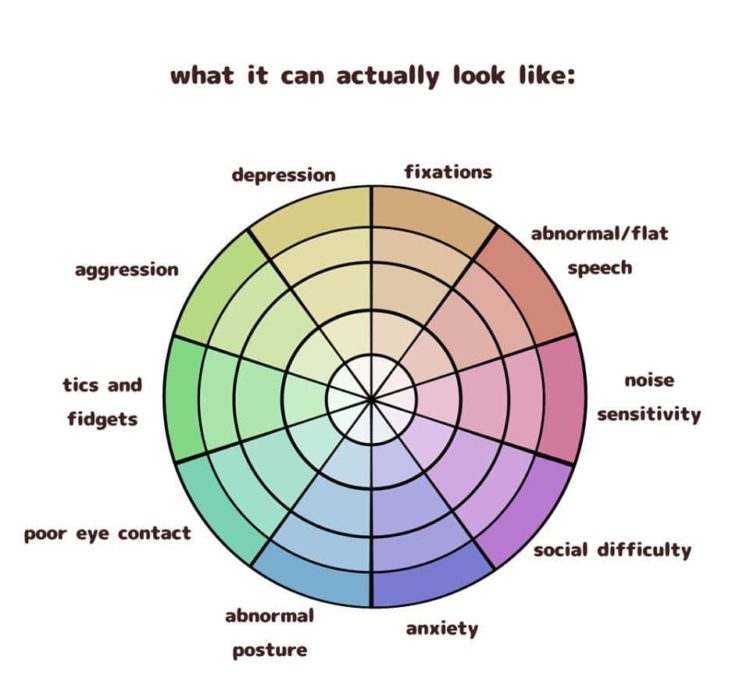 what it can actually look like:
depression
fixations
abnormal/flat
speech
aggression
noise
sensitivity
tics and
fidgets
poor eye contact
social difficulty
abnormal
posture
anxiety